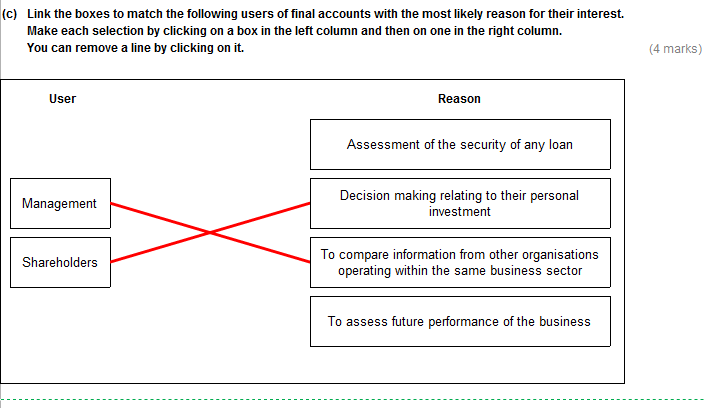 (c) Link the boxes to match the following users of final accounts with the most likely reason for their interest.
Make each selection by clicking on a box in the left column and then on one in the right column.
You can remove a line by clicking on it.
(4 marks)
User
Reason
Assessment of the security of any loan
Management
Decision making relating to their personal
investment
Shareholders
To compare information from other organisations
operating within the same business sector
To assess future performance of the business